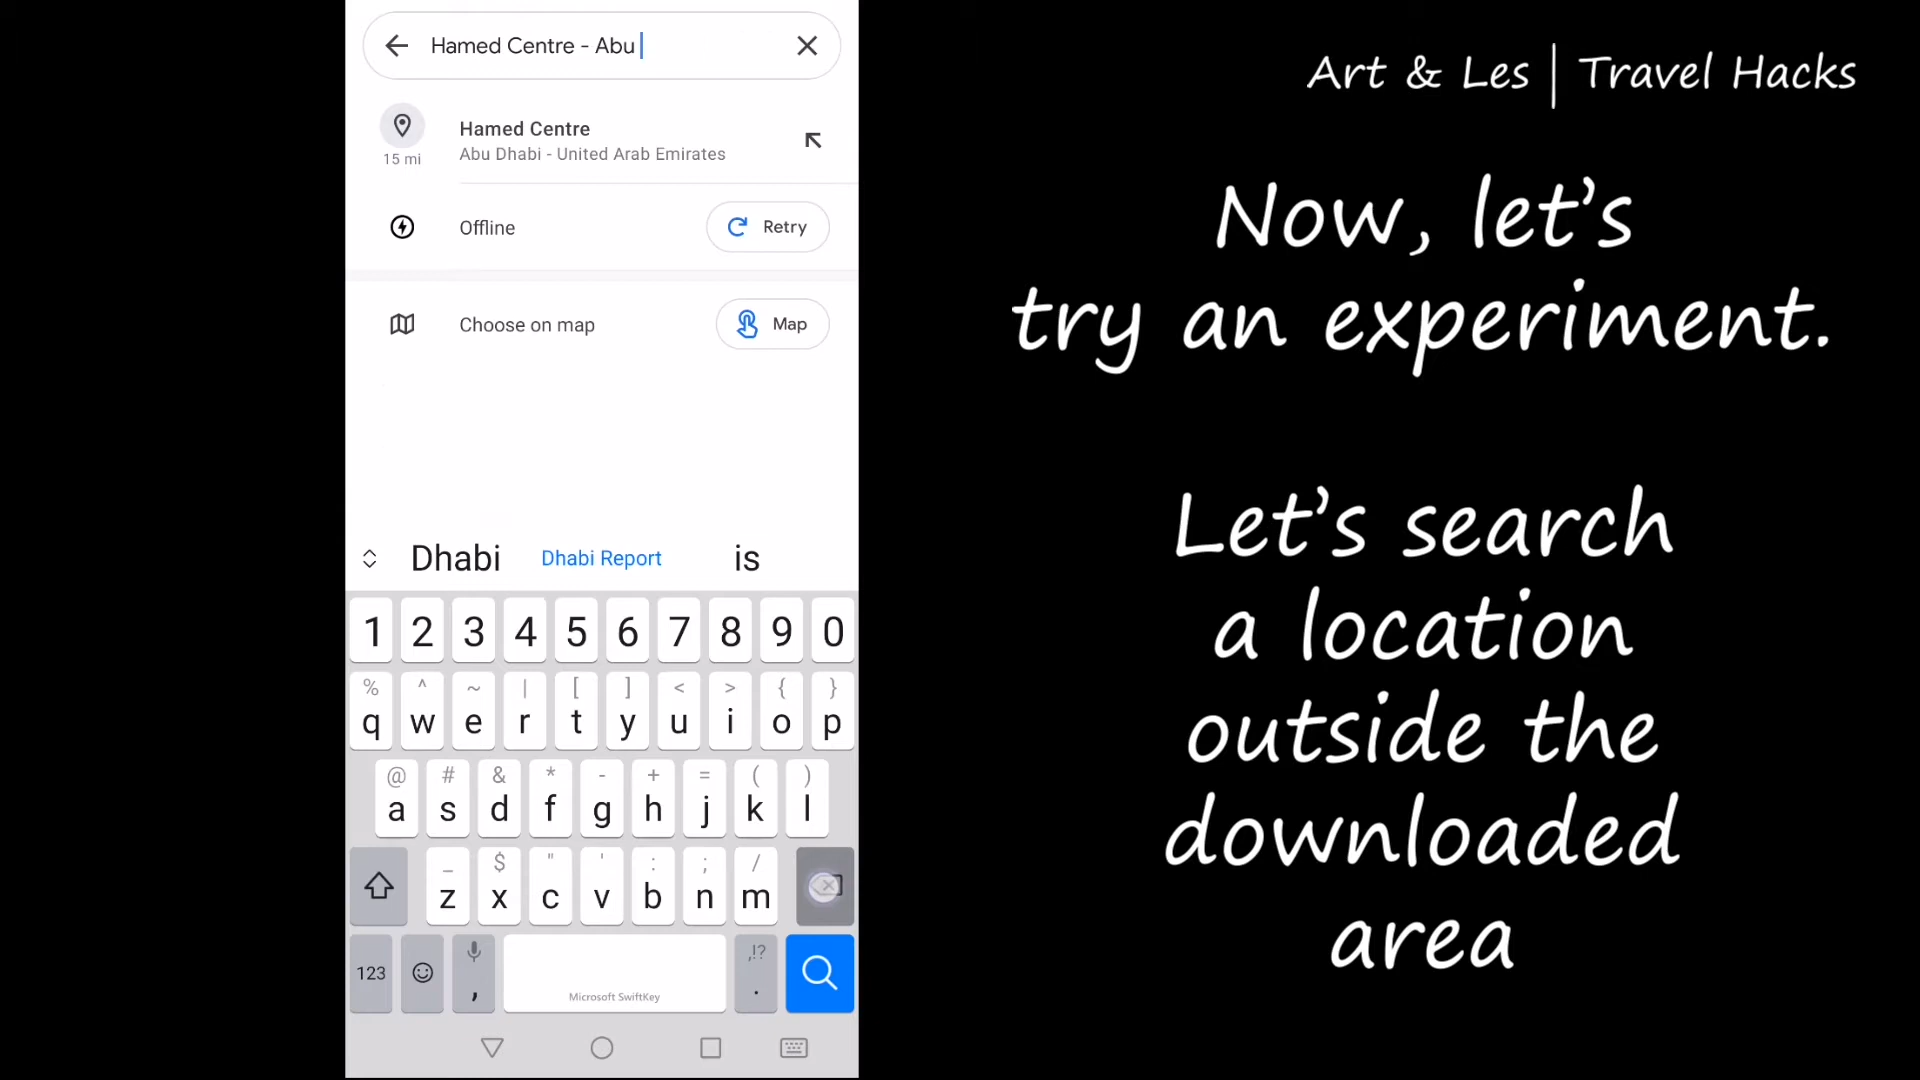 Hamed Centre - Abu
Hamed Centre
Abu Dhabi - United Arab Emirates
15 mi
Offline
Retry
Choose on map
Map
Dhabi Dhabi Report is
1 2 3 4 5 6 7 8 9 0
% ^ ~ | [ ] < > { }
q w e r t y u i o p
@ # & * - + = ( )
a s d f g h j k l
_ $ " ' : ; /
z x c v b n m
123 , Microsoft SwiftKey ,!? .
Art & Les | Travel Hacks
Now, let's
try an experiment.
Let's search
a location
outside the
downloaded
area